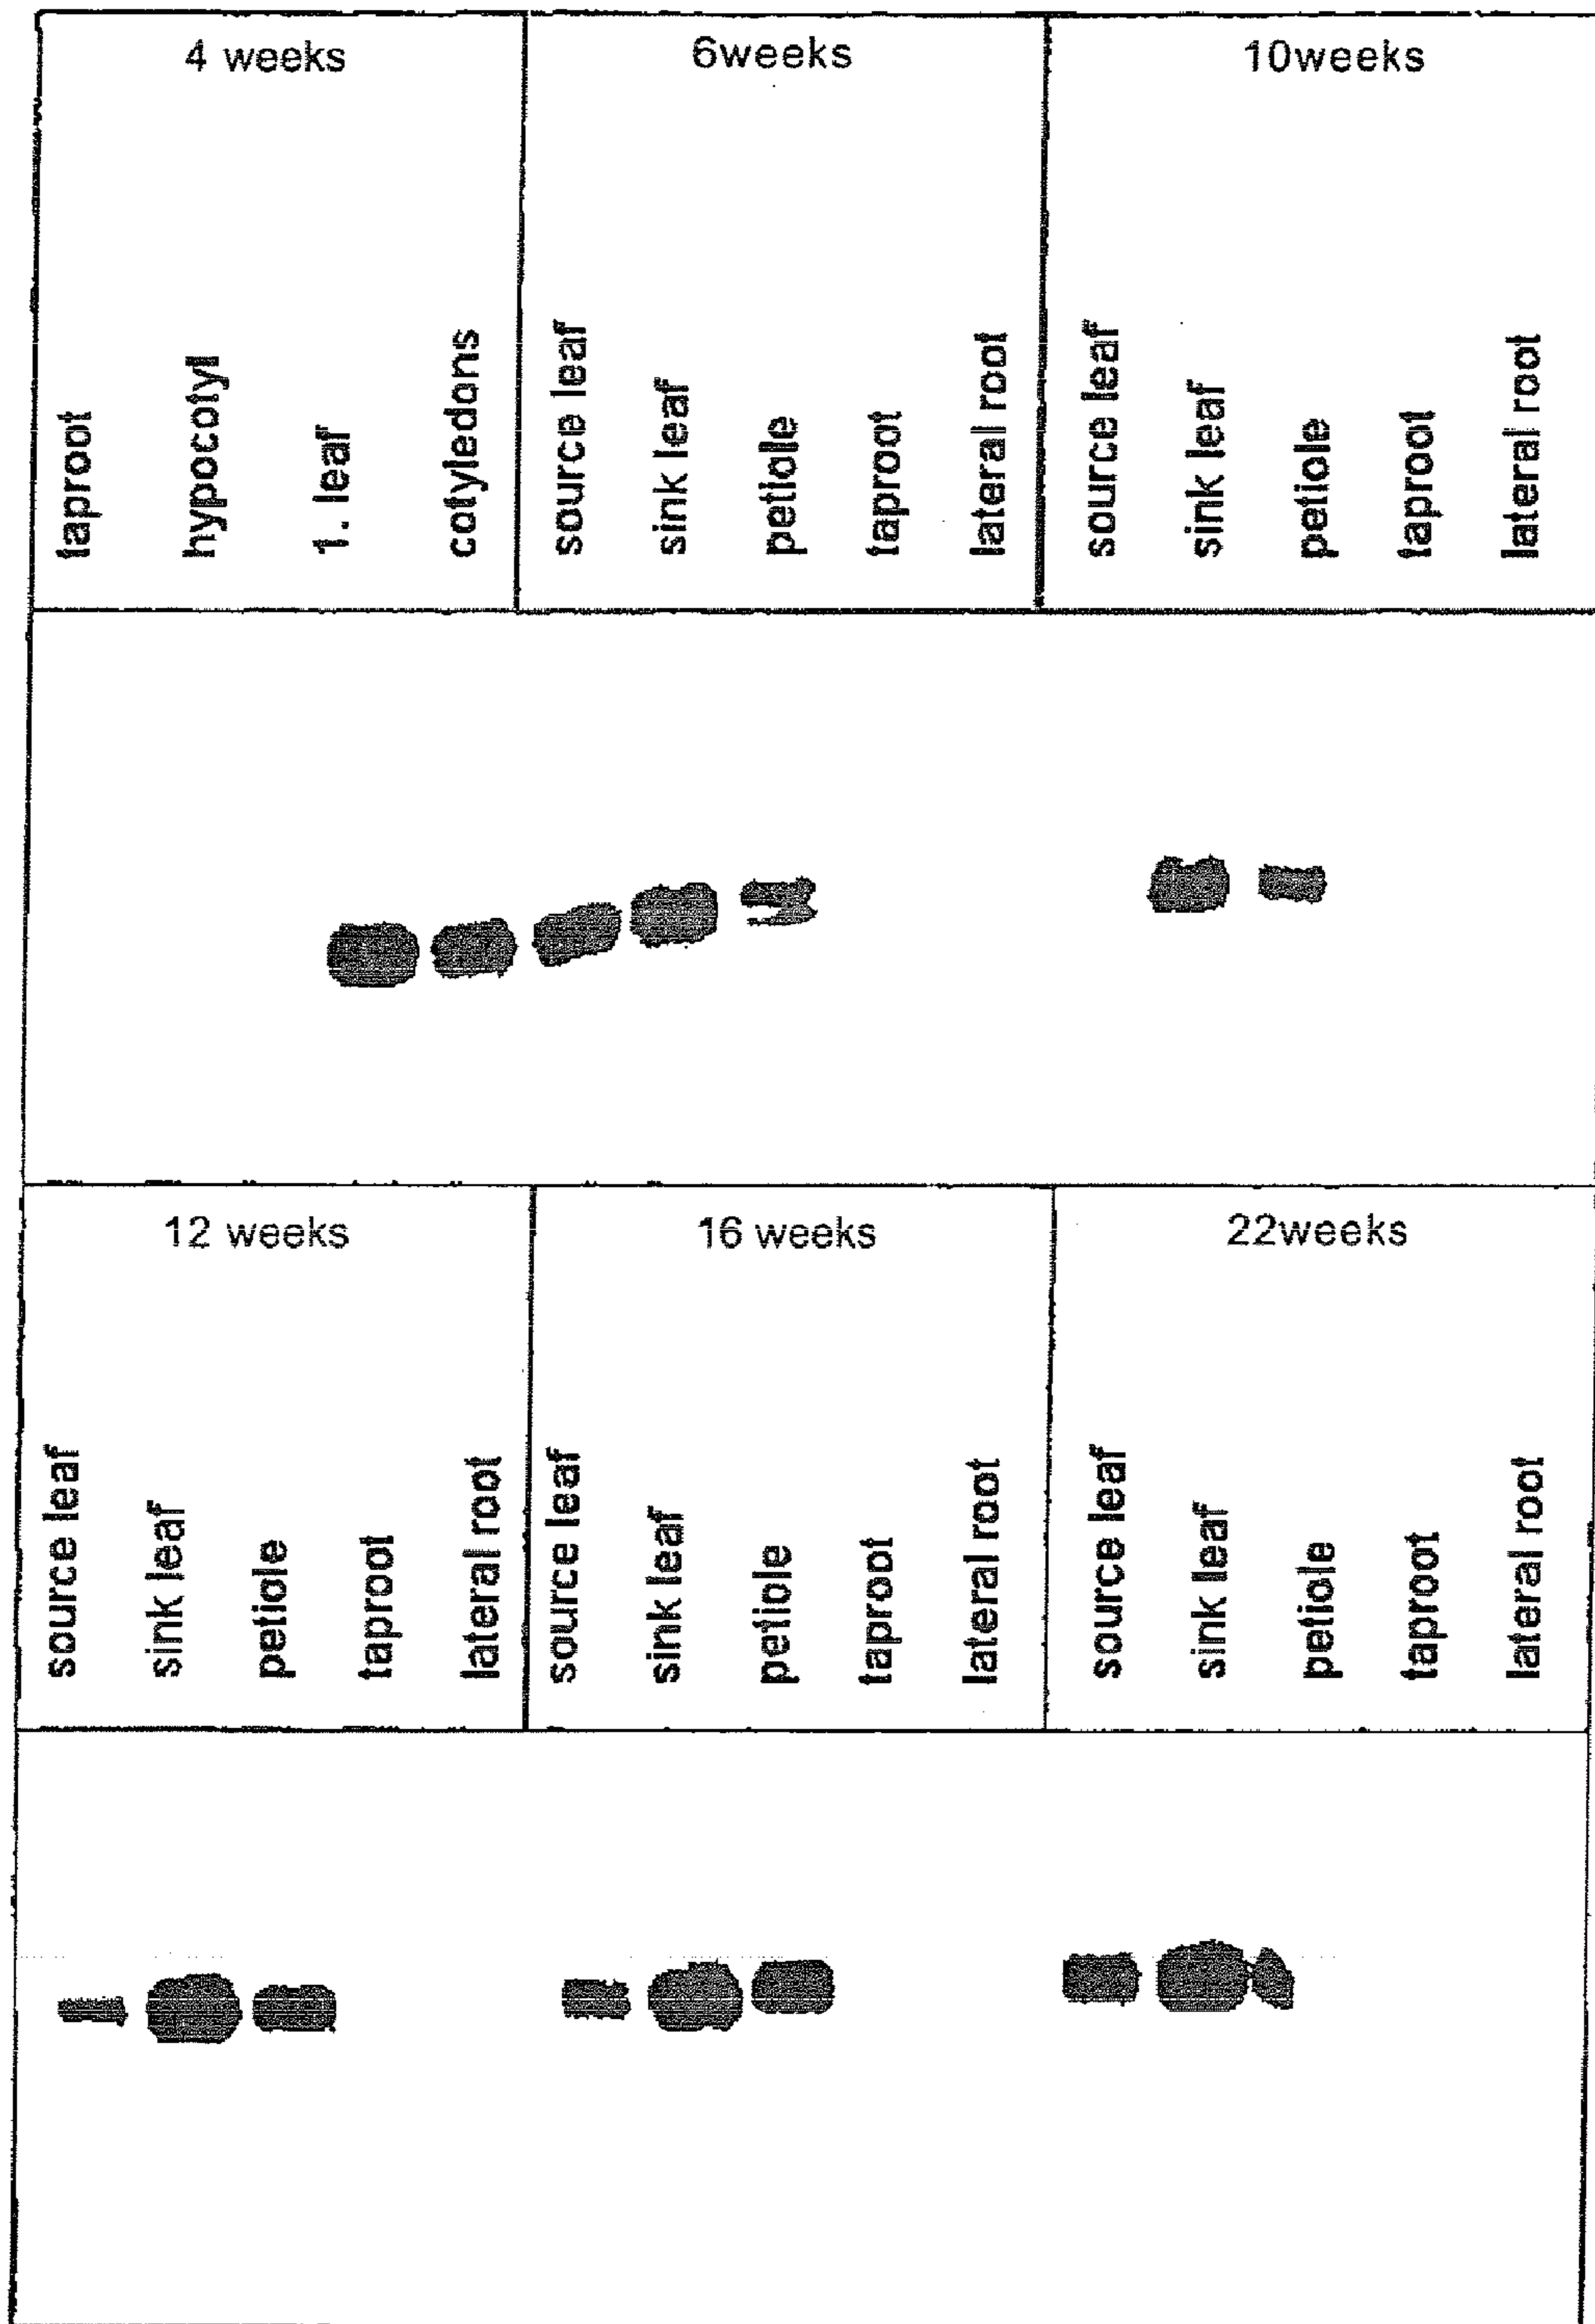 4 weeks
6weeks
10weeks
taproot
hypocotyl
1. leaf
cotyledons
source leaf
sink leaf
petiole
taproot
lateral root
source leaf
sink leaf
petiole
taproot
lateral root
12 weeks
16 weeks
22weeks
source leaf
sink leaf
petiole
taproot
lateral root
source leaf
sink leaf
petiole
taproot
lateral root
source leaf
sink leaf
petiole
taproot
lateral root